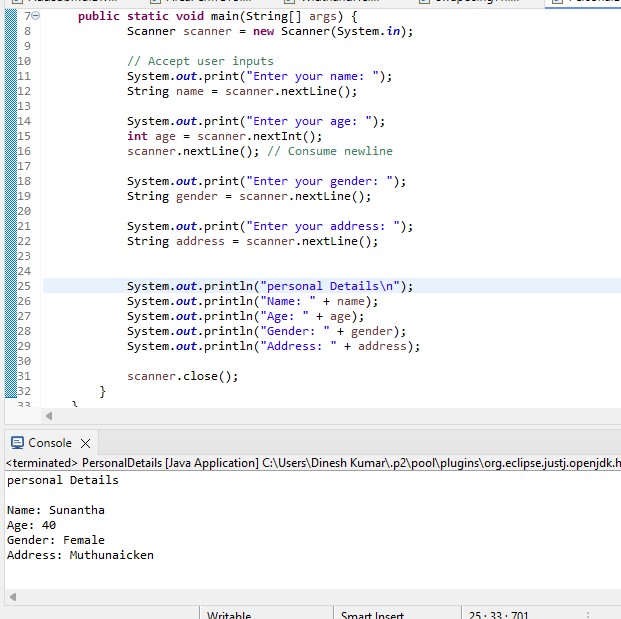 7 public static void main(String[] args) {
8 Scanner scanner = new Scanner(System.in);
9
10 // Accept user inputs
11 System.out.print("Enter your name: ");
12 String name = scanner.nextLine();
13
14 System.out.print("Enter your age: ");
15 int age = scanner.nextInt();
16 scanner.nextLine(); // Consume newline
17
18 System.out.print("Enter your gender: ");
19 String gender = scanner.nextLine();
20
21 System.out.print("Enter your address: ");
22 String address = scanner.nextLine();
23
24
25 System.out.println("personal Details\n");
26 System.out.println("Name: " + name);
27 System.out.println("Age: " + age);
28 System.out.println("Gender: " + gender);
29 System.out.println("Address: " + address);
30
31 scanner.close();
32 }
33 }
Console
<terminated> PersonalDetails [Java Application] C:\Users\Dinesh Kumar\.p2\pool\plugins\org.eclipse.justj.openjdk.h
personal Details
Name: Sunantha
Age: 40
Gender: Female
Address: Muthunaicken
Writable Smart Insert 25 : 33 : 701